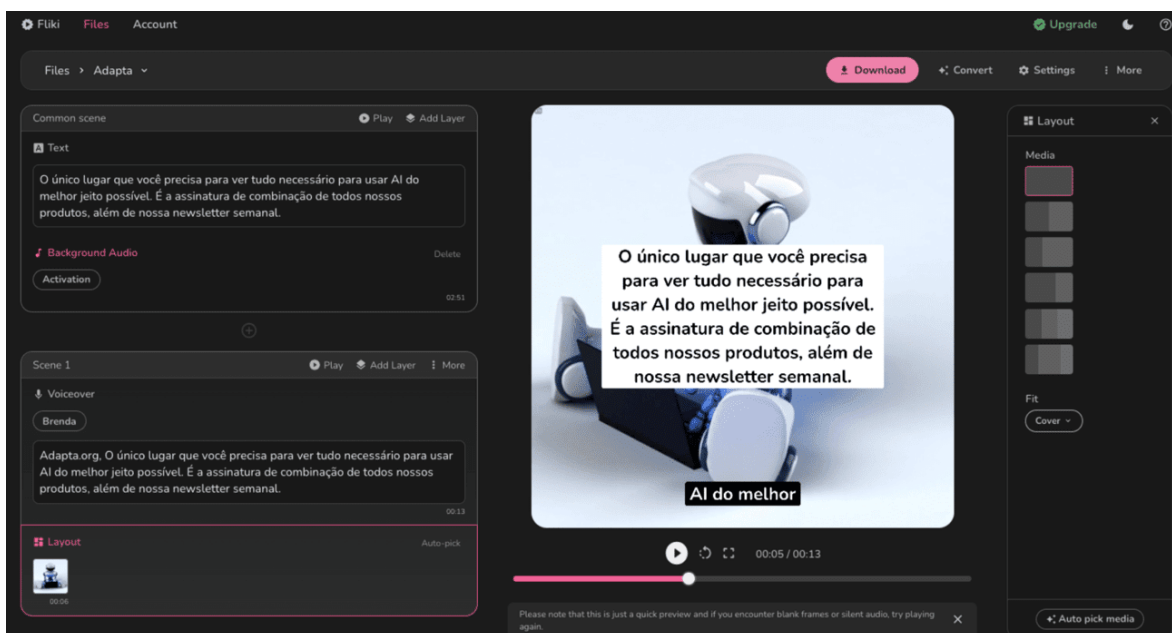 Fliki Files Account Upgrade
Files > Adapta Download Convert Settings More
Common scene Play Add Layer
Text
O único lugar que você precisa para ver tudo necessário para usar AI do
melhor jeito possível. É a assinatura de combinação de todos nossos
produtos, além de nossa newsletter semanal.
Background Audio Delete
Activation
02:51
Scene 1 Play Add Layer More
Voiceover
Brenda
Adapta.org, O único lugar que você precisa para ver tudo necessário para usar
AI do melhor jeito possível. É a assinatura de combinação de todos nossos
produtos, além de nossa newsletter semanal.
00:13
Layout Auto-pick
00:06
O único lugar que você precisa
para ver tudo necessário para
usar AI do melhor jeito possível.
É a assinatura de combinação de
todos nossos produtos, além de
nossa newsletter semanal.
AI do melhor
00:05 / 00:13
Please note that this is just a quick preview and if you encounter blank frames or silent audio, try playing
again.
Layout
Media
Fit
Cover
Auto pick media